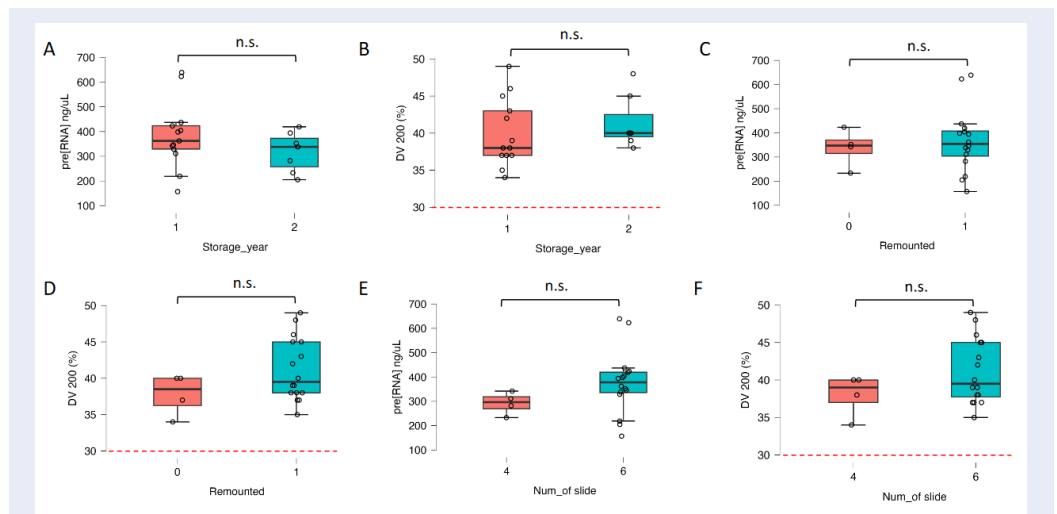 A
n.s.
pre[RNA] ng/uL
700
600
500
400
300
200
100
1
2
Storage_year
B
n.s.
DV 200 (%)
50
45
40
35
30
1
2
Storage_year
C
n.s.
pre[RNA] ng/uL
700
600
500
400
300
200
100
0
1
Remounted
D
n.s.
DV 200 (%)
50
45
40
35
30
0
1
Remounted
E
n.s.
pre[RNA] ng/uL
700
600
500
400
300
200
100
4
6
Num_of slide
F
n.s.
DV 200 (%)
50
45
40
35
30
4
6
Num_of slide